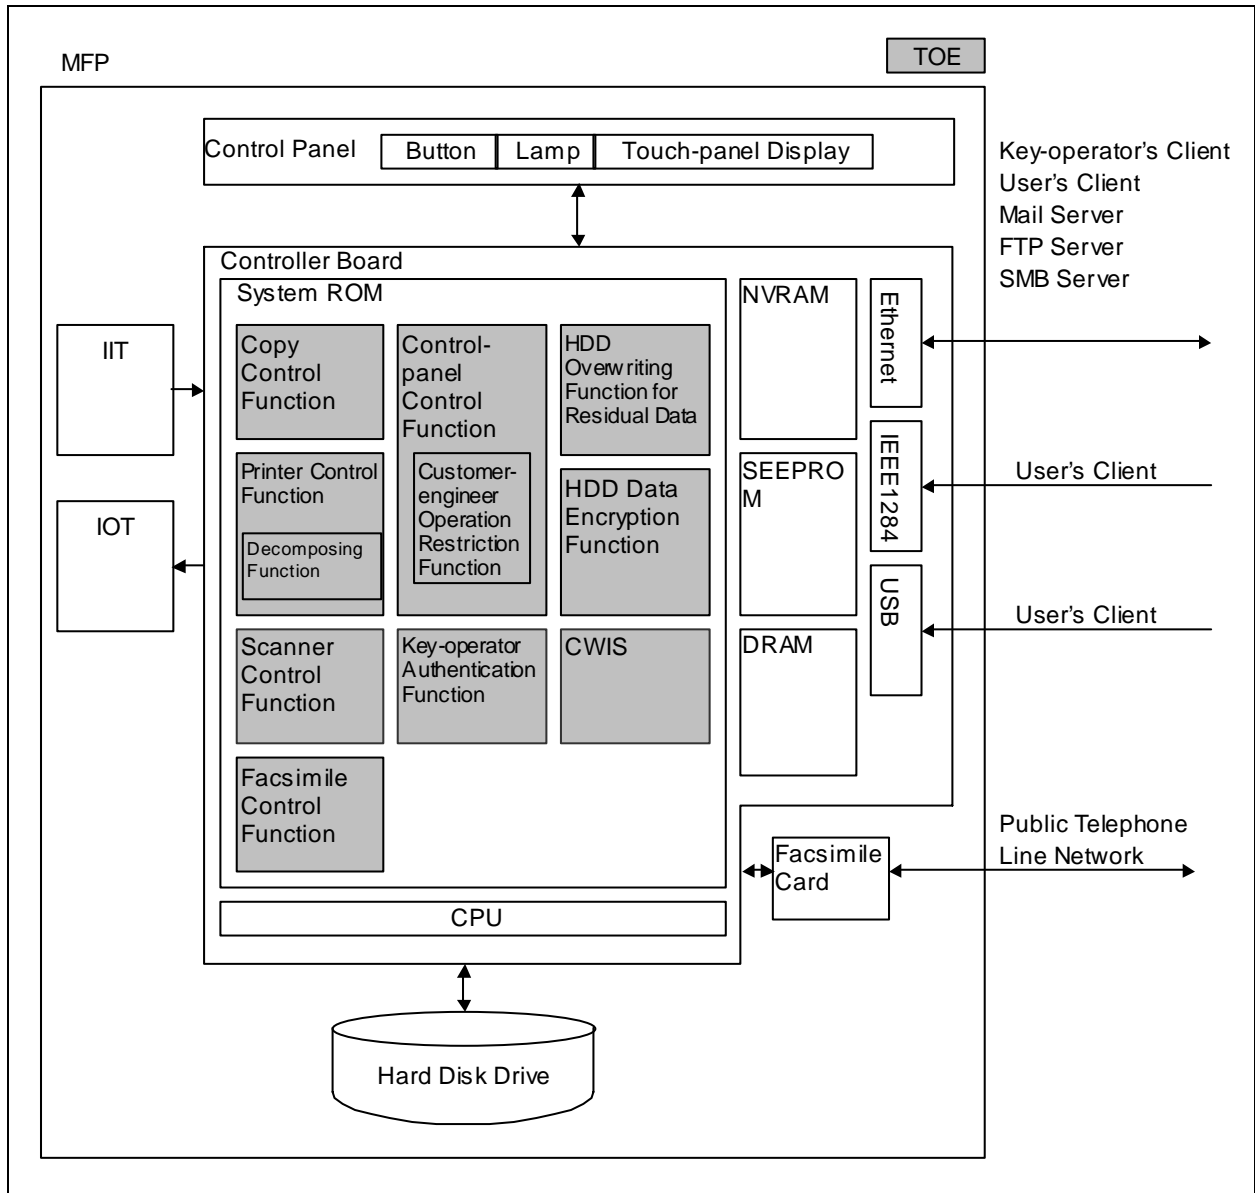 MFP
TOE
Control Panel
Button
Lamp
Touch-panel Display
Key-operator's Client
User's Client
Mail Server
FTP Server
SMB Server
Controller Board
System ROM
IIT
IOT
Copy
Control
Function
Control-
panel
Control
Function
HDD
Overwriting
Function for
Residual Data
NVRAM
Ethernet
Printer Control
Function
Decomposing
Function
Customer-
engineer
Operation
Restriction
Function
HDD Data
Encryption
Function
SEEPRO
M
IEEE1284
User's Client
Scanner
Control
Function
Key-operator
Authentication
Function
CWIS
DRAM
USB
User's Client
Facsimile
Control
Function
Facsimile
Card
Public Telephone
Line Network
CPU
Hard Disk Drive